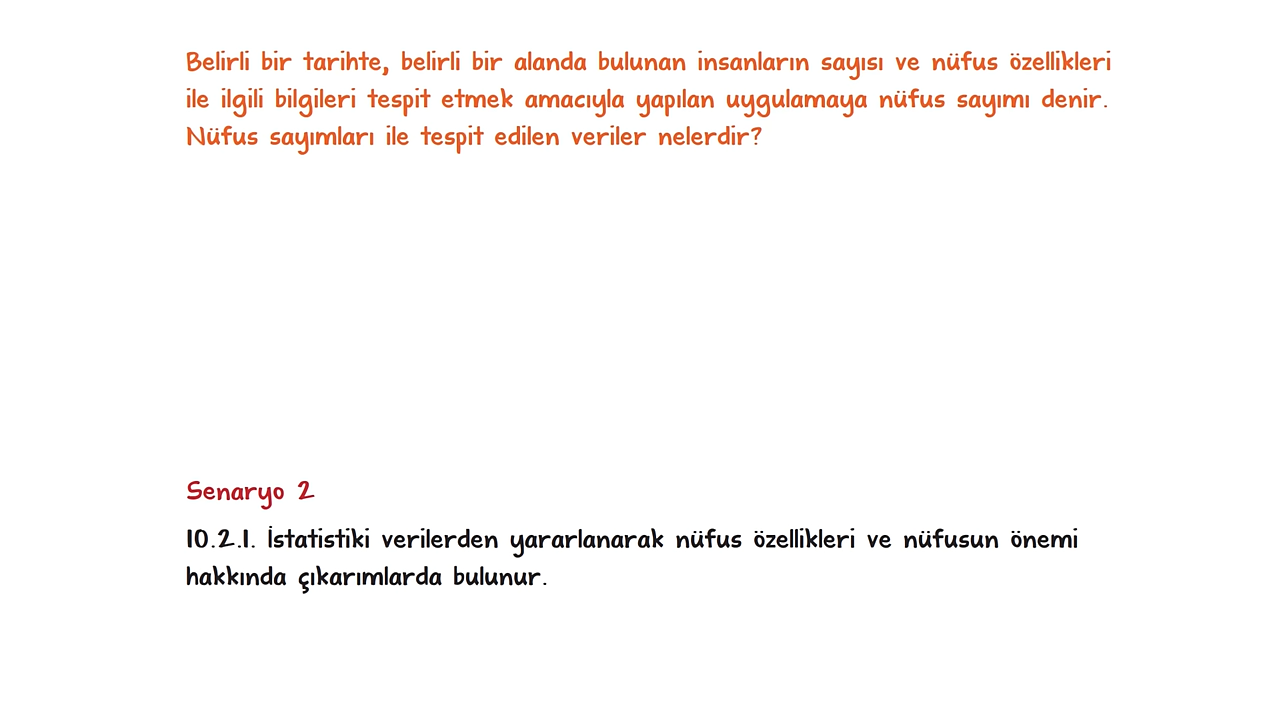 Belirli bir tarihte, belirli bir alanda bulunan insanların sayısı ve nüfus özellikleri
ile ilgili bilgileri tespit etmek amacıyla yapılan uygulamaya nüfus sayımı denir.
Nüfus sayımları ile tespit edilen veriler nelerdir?
Senaryo 2
10.2.1. İstatistiki verilerden yararlanarak nüfus özellikleri ve nüfusun önemi
hakkında çıkarımlarda bulunur.